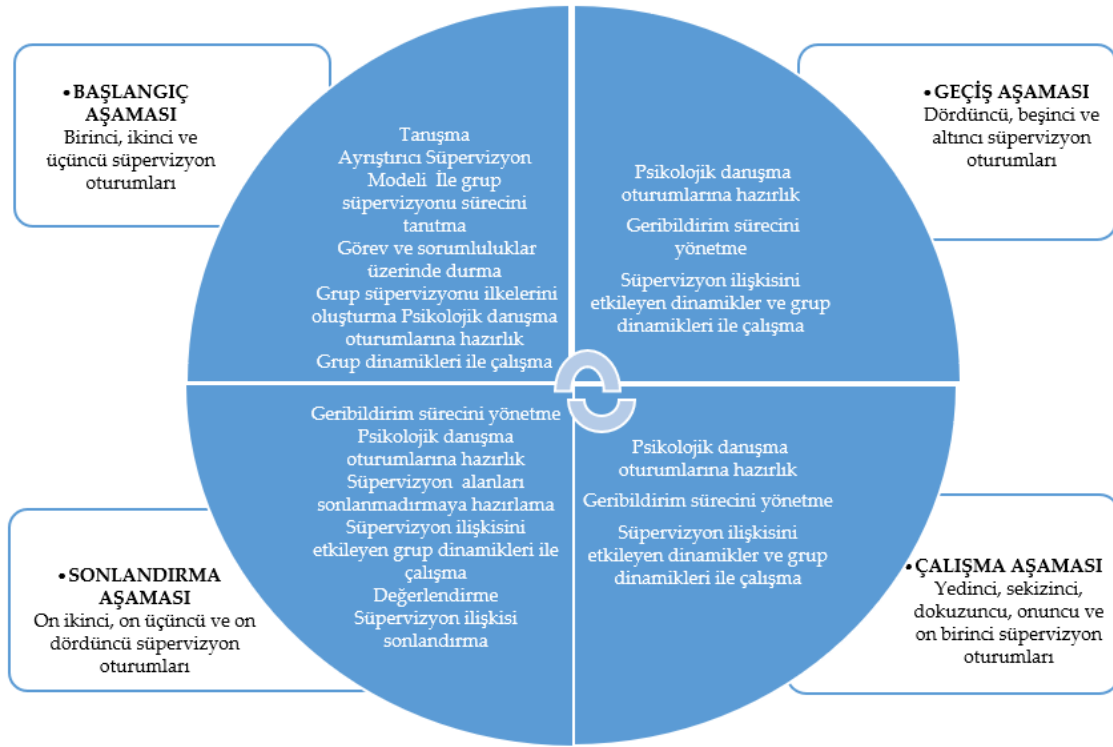 • BAŞLANGIÇ
AŞAMASI
Birinci, ikinci ve
üçüncü süpervizyon
oturumları
Tanışma
Ayrıştırıcı Süpervizyon
Modeli İle grup
süpervizyonu sürecini
tanıtma
Görev ve sorumluluklar
üzerinde durma
Grup süpervizyonu ilkelerini
oluşturma Psikolojik danışma
oturumlarına hazırlık
Grup dinamikleri ile çalışma
Psikolojik danışma
oturumlarına hazırlık
Geribildirim sürecini
yönetme
Süpervizyon ilişkisini
etkileyen dinamikler ve grup
dinamikleri ile çalışma
• GEÇİŞ AŞAMASI
Dördüncü, beşinci ve
altıncı süpervizyon
oturumları
• SONLANDIRMA
AŞAMASI
On ikinci, on üçüncü ve on
dördüncü süpervizyon
oturumları
Geribildirim sürecini yönetme
Psikolojik danışma
oturumlarına hazırlık
Süpervizyon alanları
sonlanmadırmaya hazırlama
Süpervizyon ilişkisini
etkileyen grup dinamikleri ile
çalışma
Değerlendirme
Süpervizyon ilişkisi
sonlandırma
Psikolojik danışma
oturumlarına hazırlık
Geribildirim sürecini yönetme
Süpervizyon ilişkisini
etkileyen dinamikler ve grup
dinamikleri ile çalışma
• ÇALIŞMA AŞAMASI
Yedinci, sekizinci,
dokuzuncu, onuncu ve
on birinci süpervizyon
oturumları